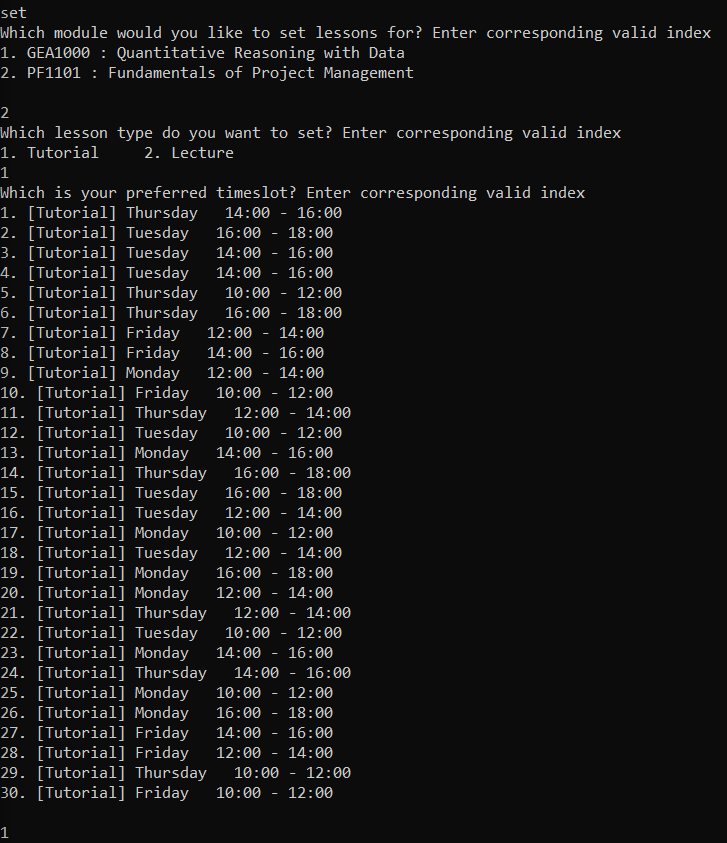 set
Which module would you like to set lessons for? Enter corresponding valid index
1. GEA1000 : Quantitative Reasoning with Data
2. PF1101 : Fundamentals of Project Management

2
Which lesson type do you want to set? Enter corresponding valid index
1. Tutorial     2. Lecture
1
Which is your preferred timeslot? Enter corresponding valid index
1. [Tutorial] Thursday   14:00 - 16:00
2. [Tutorial] Tuesday   16:00 - 18:00
3. [Tutorial] Tuesday   14:00 - 16:00
4. [Tutorial] Tuesday   14:00 - 16:00
5. [Tutorial] Thursday   10:00 - 12:00
6. [Tutorial] Thursday   16:00 - 18:00
7. [Tutorial] Friday   12:00 - 14:00
8. [Tutorial] Friday   14:00 - 16:00
9. [Tutorial] Monday   12:00 - 14:00
10. [Tutorial] Friday   10:00 - 12:00
11. [Tutorial] Thursday   12:00 - 14:00
12. [Tutorial] Tuesday   10:00 - 12:00
13. [Tutorial] Monday   14:00 - 16:00
14. [Tutorial] Thursday   16:00 - 18:00
15. [Tutorial] Tuesday   16:00 - 18:00
16. [Tutorial] Tuesday   12:00 - 14:00
17. [Tutorial] Monday   10:00 - 12:00
18. [Tutorial] Tuesday   12:00 - 14:00
19. [Tutorial] Monday   16:00 - 18:00
20. [Tutorial] Monday   12:00 - 14:00
21. [Tutorial] Thursday   12:00 - 14:00
22. [Tutorial] Tuesday   10:00 - 12:00
23. [Tutorial] Monday   14:00 - 16:00
24. [Tutorial] Thursday   14:00 - 16:00
25. [Tutorial] Monday   10:00 - 12:00
26. [Tutorial] Monday   16:00 - 18:00
27. [Tutorial] Friday   14:00 - 16:00
28. [Tutorial] Friday   12:00 - 14:00
29. [Tutorial] Thursday   10:00 - 12:00
30. [Tutorial] Friday   10:00 - 12:00

1